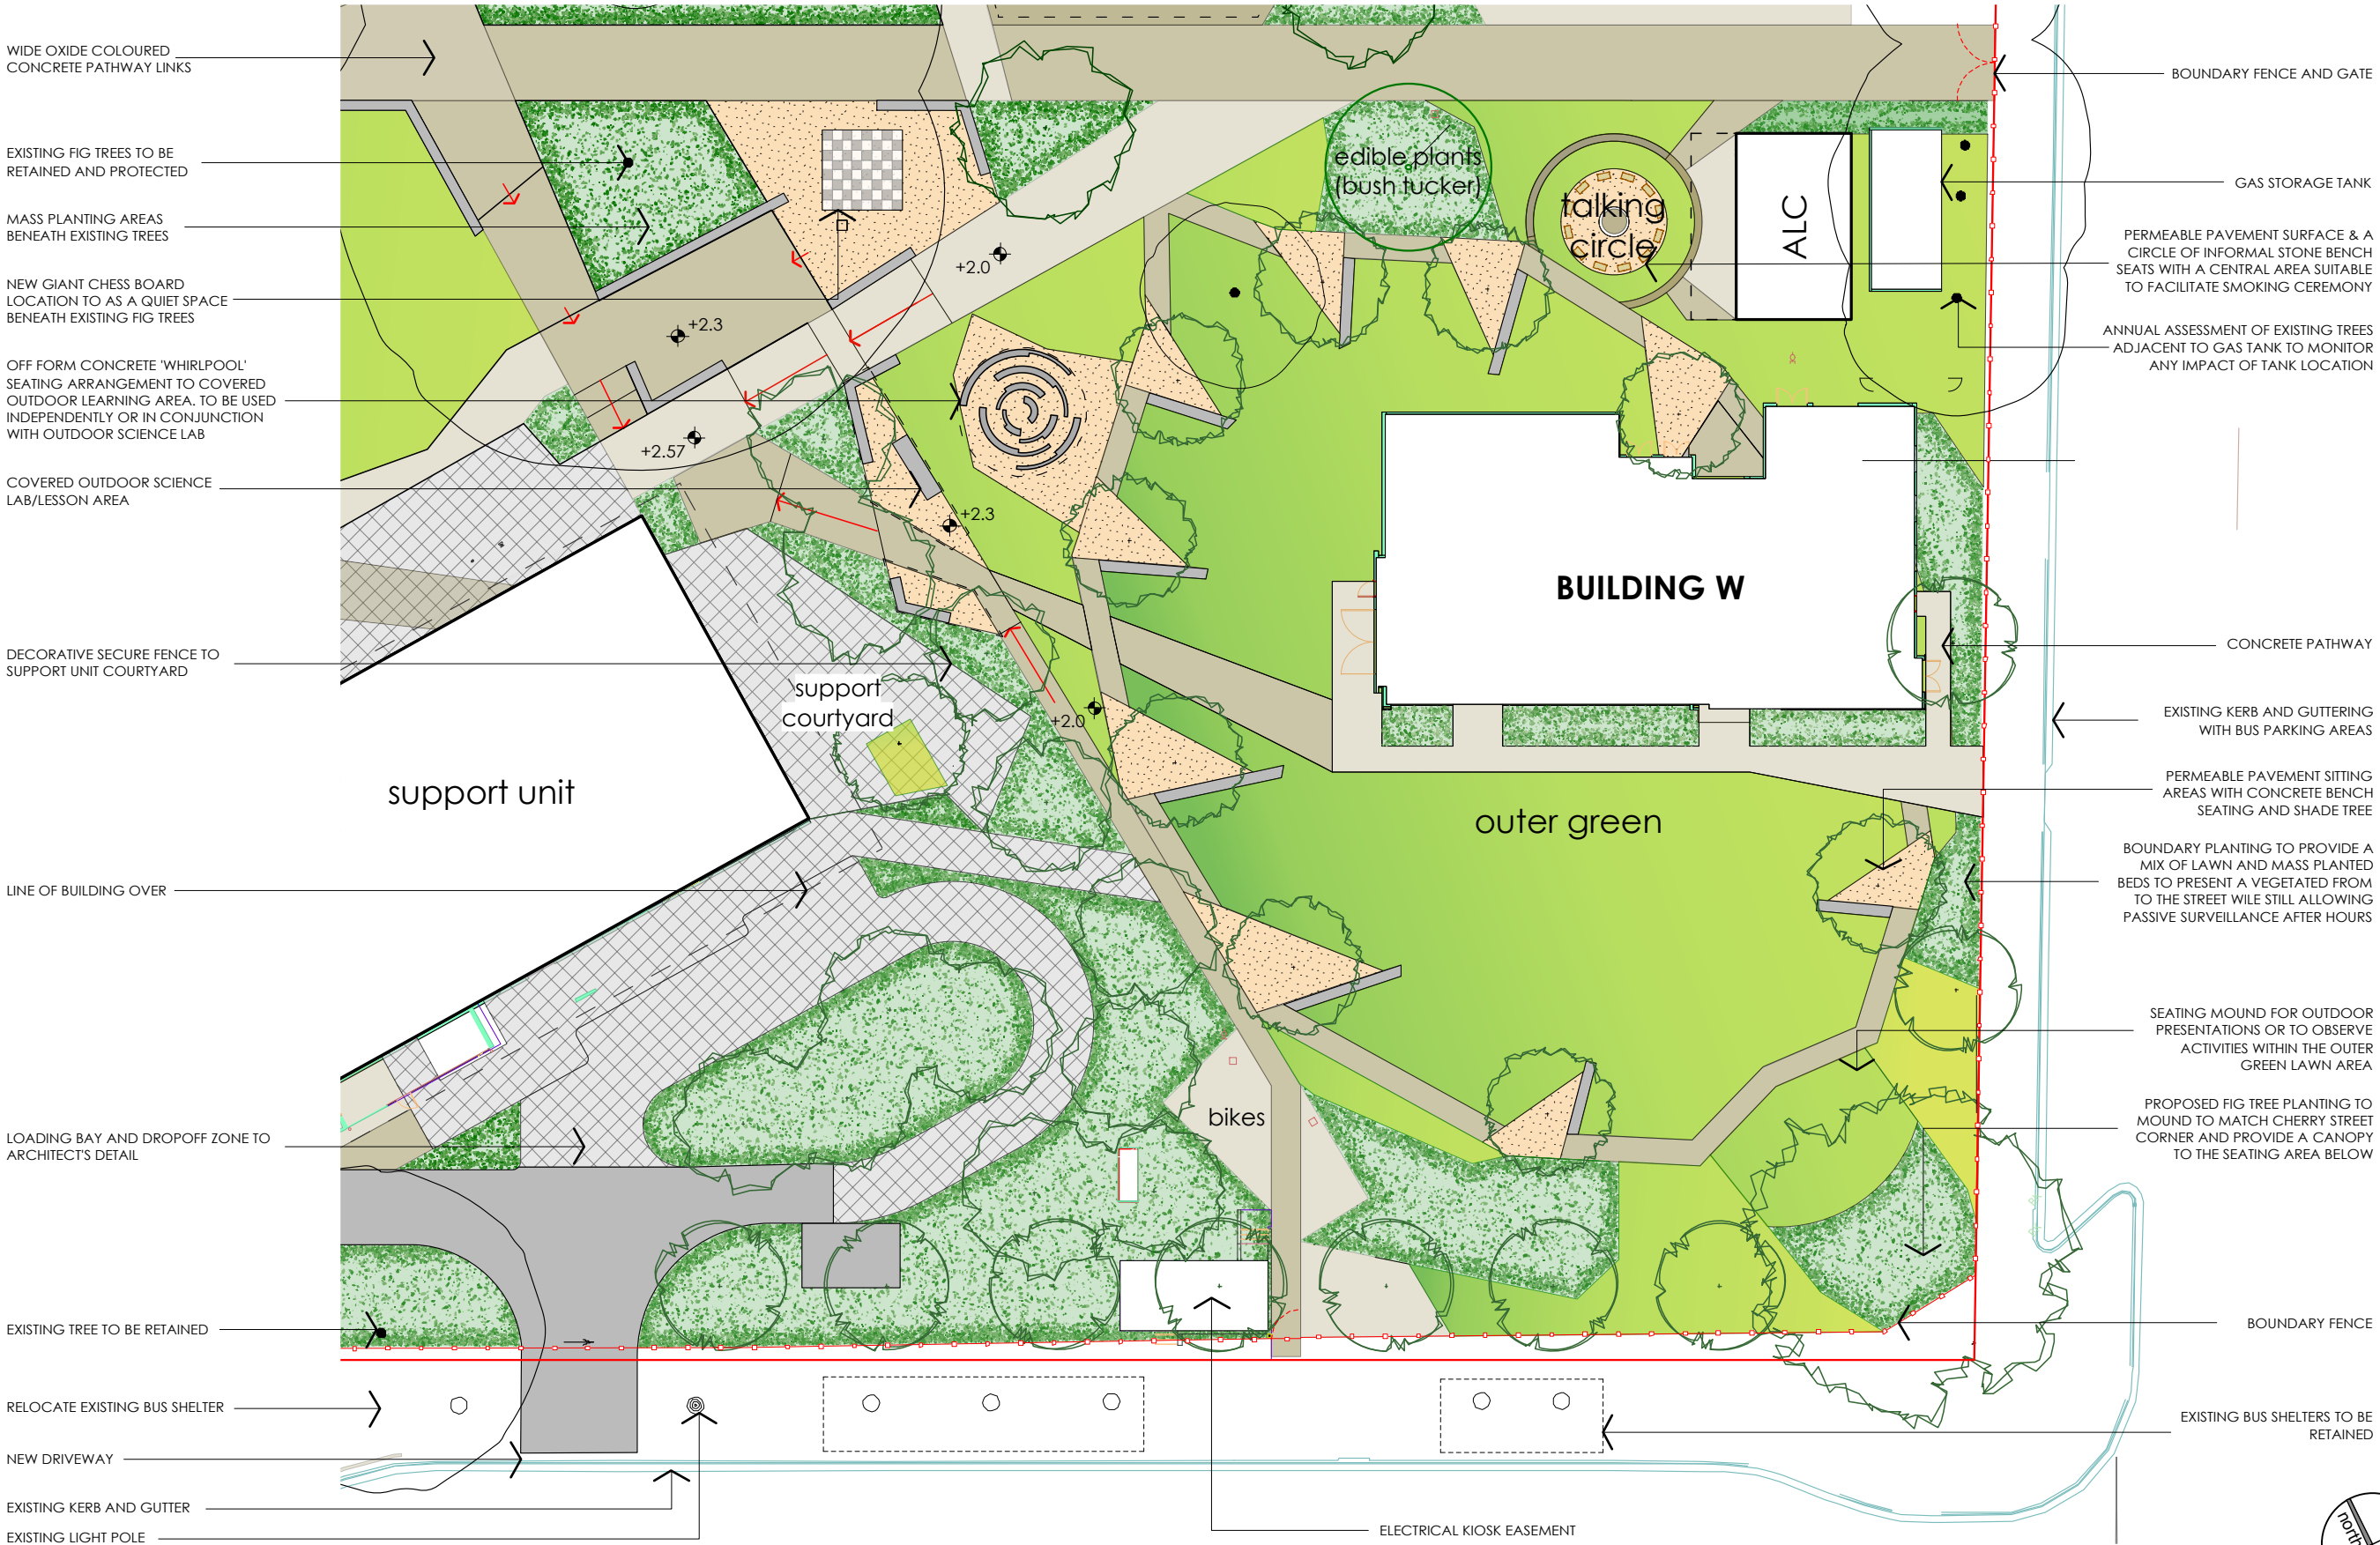 WIDE OXIDE COLOURED
CONCRETE PATHWAY LINKS
EXISTING FIG TREES TO BE
RETAINED AND PROTECTED
MASS PLANTING AREAS
BENEATH EXISTING TREES
NEW GIANT CHESS BOARD
LOCATION TO AS A QUIET SPACE
BENEATH EXISTING FIG TREES
OFF FORM CONCRETE 'WHIRLPOOL'
SEATING ARRANGEMENT TO COVERED
OUTDOOR LEARNING AREA. TO BE USED
INDEPENDENTLY OR IN CONJUNCTION
WITH OUTDOOR SCIENCE LAB
COVERED OUTDOOR SCIENCE
LAB/LESSON AREA
DECORATIVE SECURE FENCE TO
SUPPORT UNIT COURTYARD
LINE OF BUILDING OVER
LOADING BAY AND DROPOFF ZONE TO
ARCHITECT'S DETAIL
EXISTING TREE TO BE RETAINED
RELOCATE EXISTING BUS SHELTER
NEW DRIVEWAY
EXISTING KERB AND GUTTER
EXISTING LIGHT POLE
edible plants
(bush tucker)
talking
circle
ALC
+2.0
+2.3
+2.57
+2.3
BUILDING W
support
courtyard
+2.0
support unit
outer green
bikes
ELECTRICAL KIOSK EASEMENT
BOUNDARY FENCE AND GATE
GAS STORAGE TANK
PERMEABLE PAVEMENT SURFACE & A
CIRCLE OF INFORMAL STONE BENCH
SEATS WITH A CENTRAL AREA SUITABLE
TO FACILITATE SMOKING CEREMONY
ANNUAL ASSESSMENT OF EXISTING TREES
ADJACENT TO GAS TANK TO MONITOR
ANY IMPACT OF TANK LOCATION
CONCRETE PATHWAY
EXISTING KERB AND GUTTERING
WITH BUS PARKING AREAS
PERMEABLE PAVEMENT SITTING
AREAS WITH CONCRETE BENCH
SEATING AND SHADE TREE
BOUNDARY PLANTING TO PROVIDE A
MIX OF LAWN AND MASS PLANTED
BEDS TO PRESENT A VEGETATED FROM
TO THE STREET WILE STILL ALLOWING
PASSIVE SURVEILLANCE AFTER HOURS
SEATING MOUND FOR OUTDOOR
PRESENTATIONS OR TO OBSERVE
ACTIVITIES WITHIN THE OUTER
GREEN LAWN AREA
PROPOSED FIG TREE PLANTING TO
MOUND TO MATCH CHERRY STREET
CORNER AND PROVIDE A CANOPY
TO THE SEATING AREA BELOW
BOUNDARY FENCE
EXISTING BUS SHELTERS TO BE
RETAINED
north